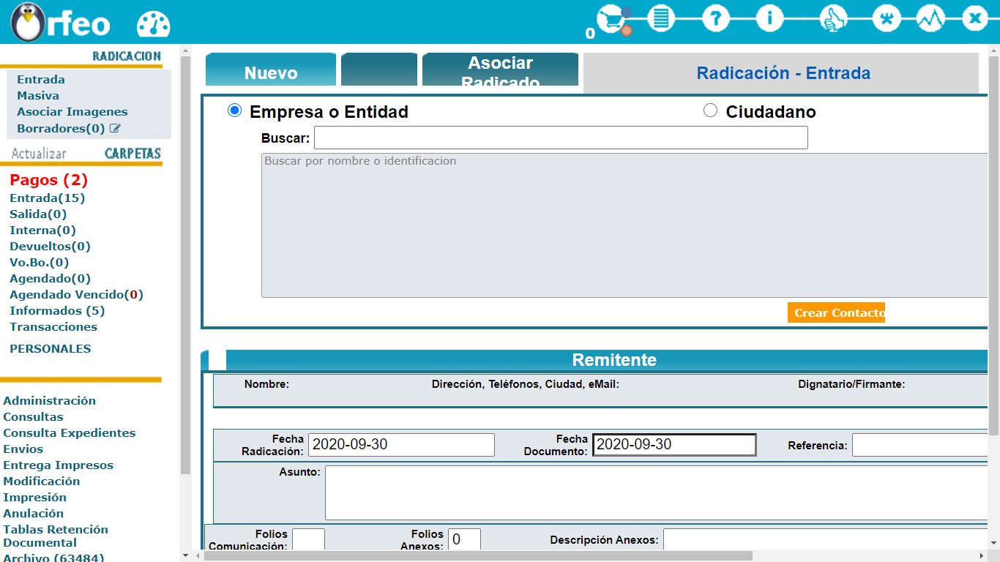 Orfeo
0
RADICACION
Entrada
Masiva
Asociar Imagenes
Borradores(0)
Actualizar CARPETAS
Pagos (2)
Entrada(15)
Salida(0)
Interna(0)
Devueltos(0)
Vo.Bo.(0)
Agendado(0)
Agendado Vencido(0)
Informados (5)
Transacciones
PERSONALES
Administración
Consultas
Consulta Expedientes
Envios
Entrega Impresos
Modificación
Impresión
Anulación
Tablas Retención
Documental
Archivo (63484)
Nuevo
Asociar
Radicado
Radicación - Entrada
Empresa o Entidad
Ciudadano
Buscar:
Buscar por nombre o identificacion
Crear Contacto
Remitente
Nombre:
Dirección, Teléfonos, Ciudad, eMail:
Dignatario/Firmante:
Fecha
Radicación:
2020-09-30
Fecha
Documento:
2020-09-30
Referencia:
Asunto:
Folios
Comunicación:
Folios
Anexos:
0
Descripción Anexos: